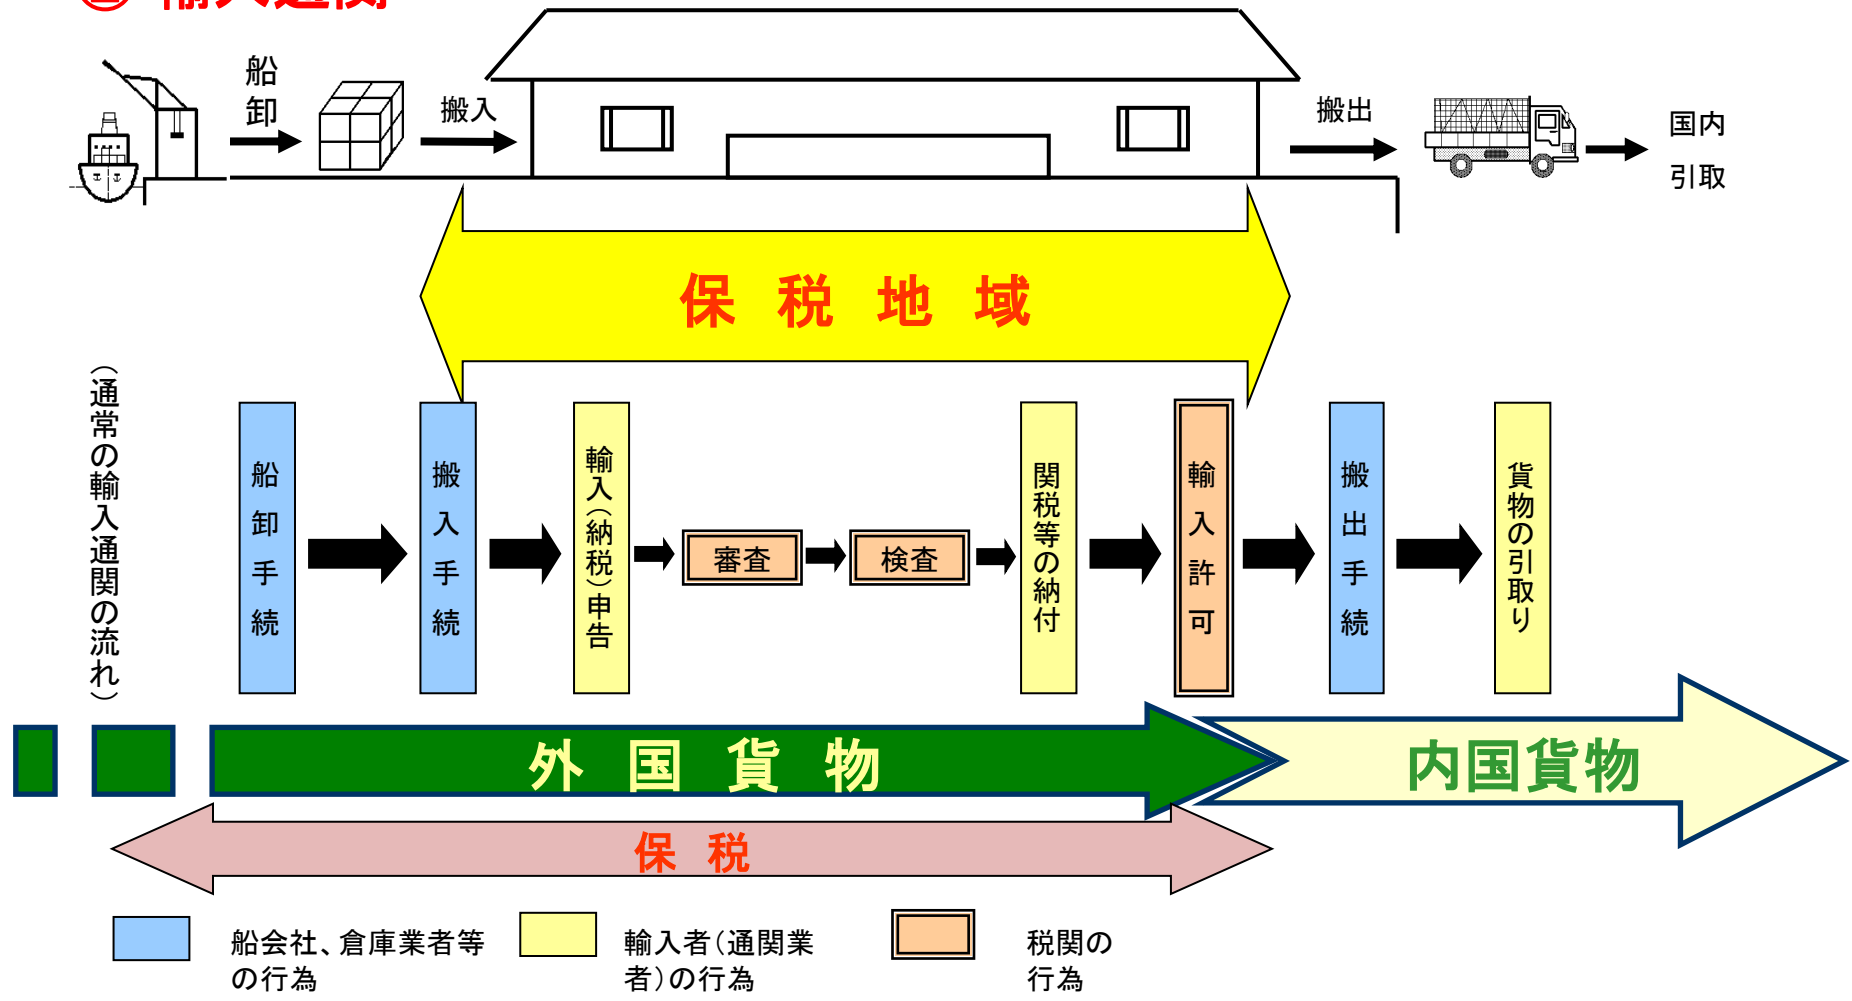 輸入通関
船
卸
搬入
搬出
国内
引取
保税地域
（通常の輸入通関の流れ）
船卸手続
搬入手続
輸入（納税）申告
審査
検査
関税等の納付
輸入許可
搬出手続
貨物の引取り
外国貨物
内国貨物
保税
船会社、倉庫業者等
の行為
輸入者（通関業
者）の行為
税関の
行為